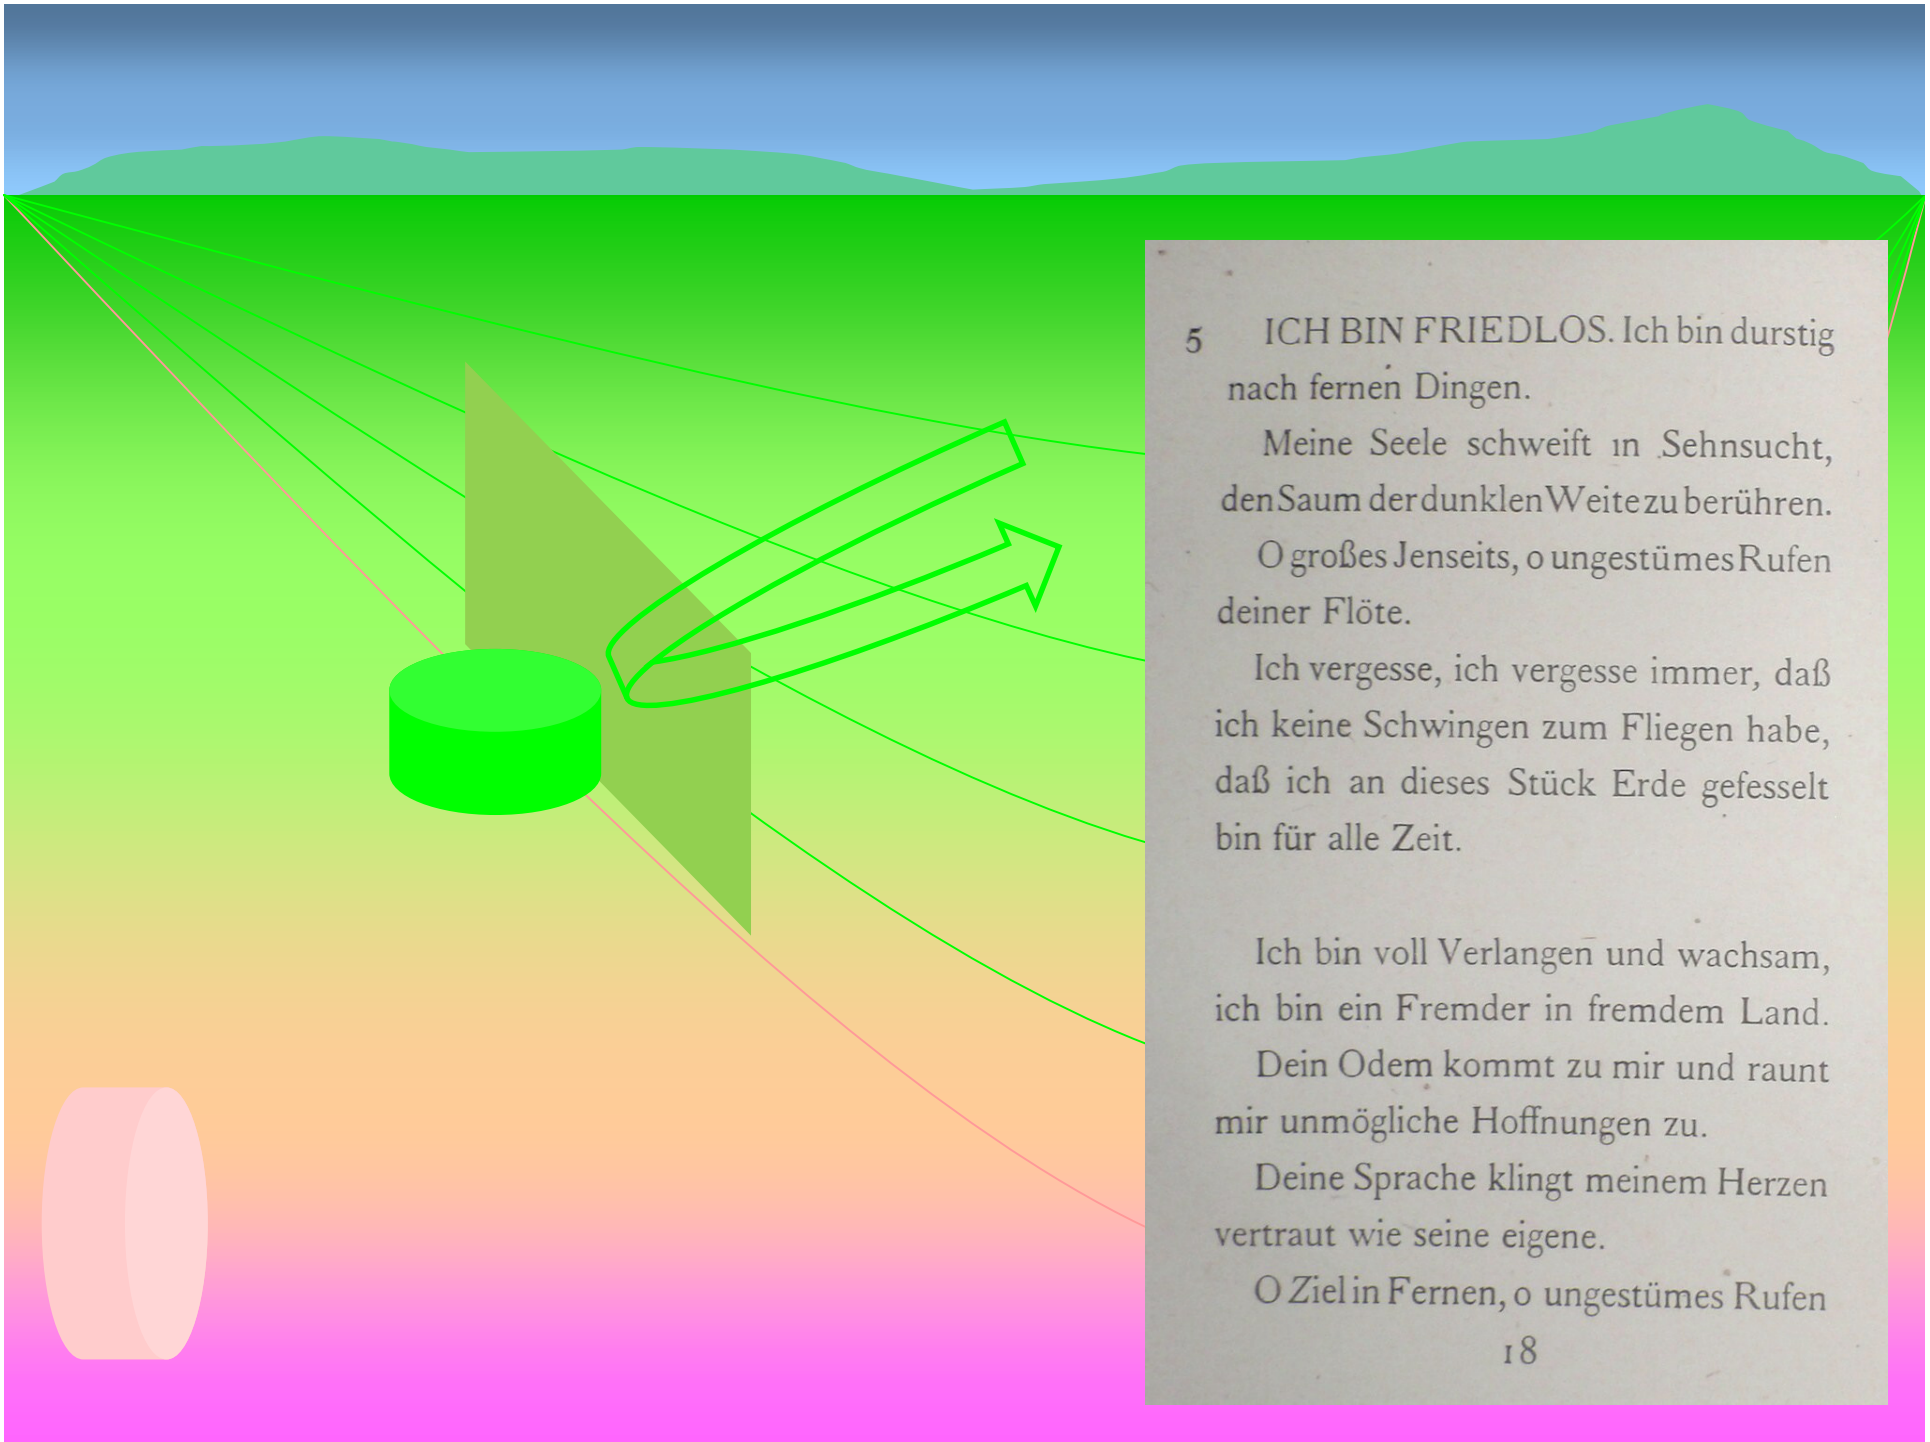 5 ICH BIN FRIEDLOS. Ich bin durstig
nach fernen Dingen.
Meine Seele schweift in Sehnsucht,
den Saum der dunklen Weite zu berühren.
O großes Jenseits, o ungestümes Rufen
deiner Flöte.
Ich vergesse, ich vergesse immer, daß
ich keine Schwingen zum Fliegen habe,
daß ich an dieses Stück Erde gefesselt
bin für alle Zeit.
Ich bin voll Verlangen und wachsam,
ich bin ein Fremder in fremdem Land.
Dein Odem kommt zu mir und raunt
mir unmögliche Hoffnungen zu.
Deine Sprache klingt meinem Herzen
vertraut wie seine eigene.
O Ziel in Fernen, o ungestümes Rufen
18